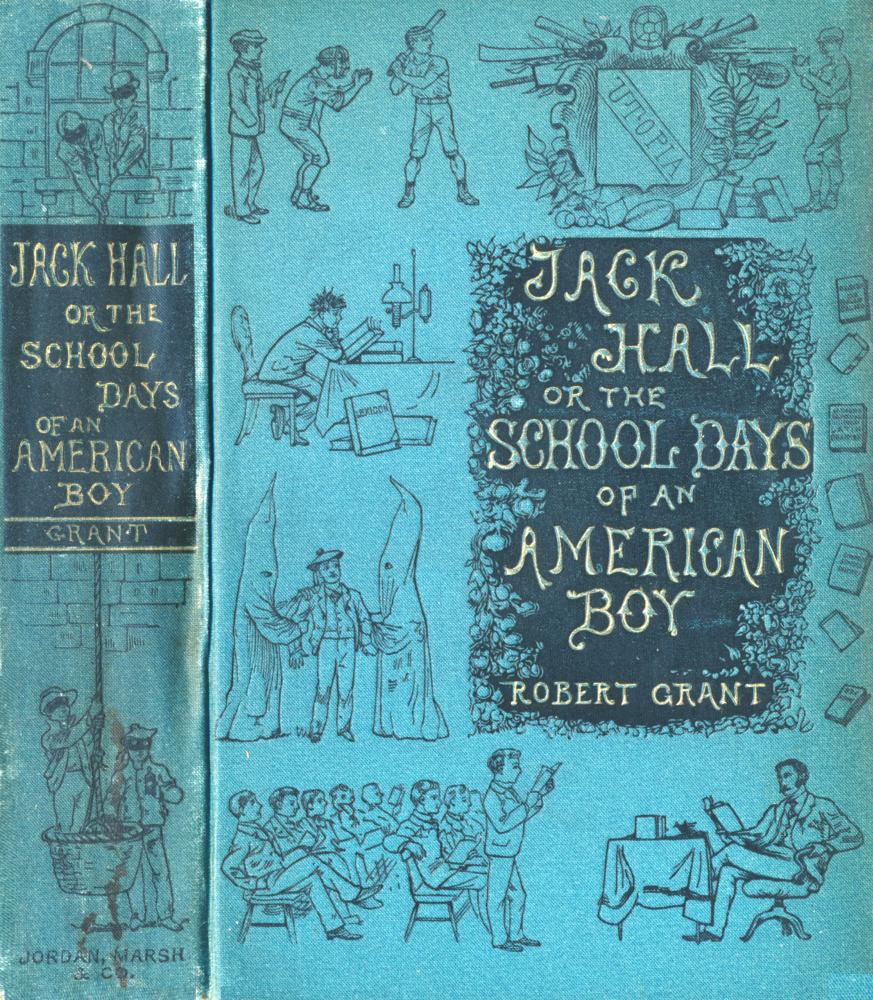 JACK HALL
OR THE
SCHOOL
DAYS
OF AN
AMERICAN
BOY
GRANT
JORDAN, MARSH
& CO.
UTOPIA
LEXICON
JACK
HALL
OR THE
SCHOOL DAYS
OF AN
AMERICAN
BOY
ROBERT GRANT